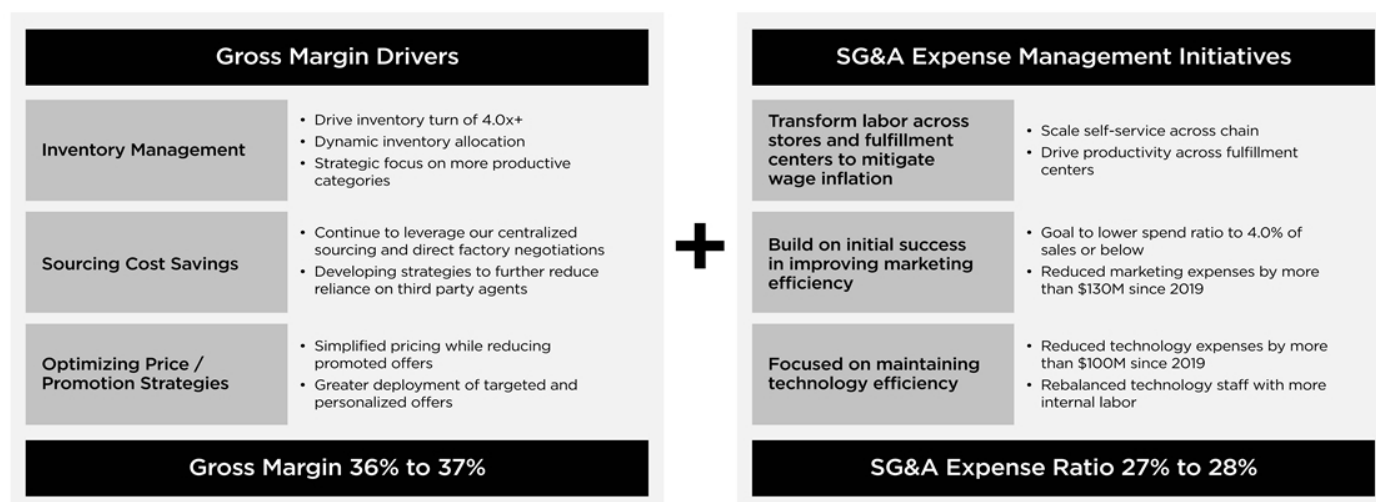 Gross Margin Drivers
Inventory Management
• Drive inventory turn of 4.0x+
• Dynamic inventory allocation
• Strategic focus on more productive
categories
Sourcing Cost Savings
• Continue to leverage our centralized
sourcing and direct factory negotiations
• Developing strategies to further reduce
reliance on third party agents
Optimizing Price /
Promotion Strategies
• Simplified pricing while reducing
promoted offers
• Greater deployment of targeted and
personalized offers
Gross Margin 36% to 37%
+
SG&A Expense Management Initiatives
Transform labor across
stores and fulfillment
centers to mitigate
wage inflation
• Scale self-service across chain
• Drive productivity across fulfillment
centers
Build on initial success
in improving marketing
efficiency
• Goal to lower spend ratio to 4.0% of
sales or below
• Reduced marketing expenses by more
than $130M since 2019
Focused on maintaining
technology efficiency
• Reduced technology expenses by more
than $100M since 2019
• Rebalanced technology staff with more
internal labor
SG&A Expense Ratio 27% to 28%